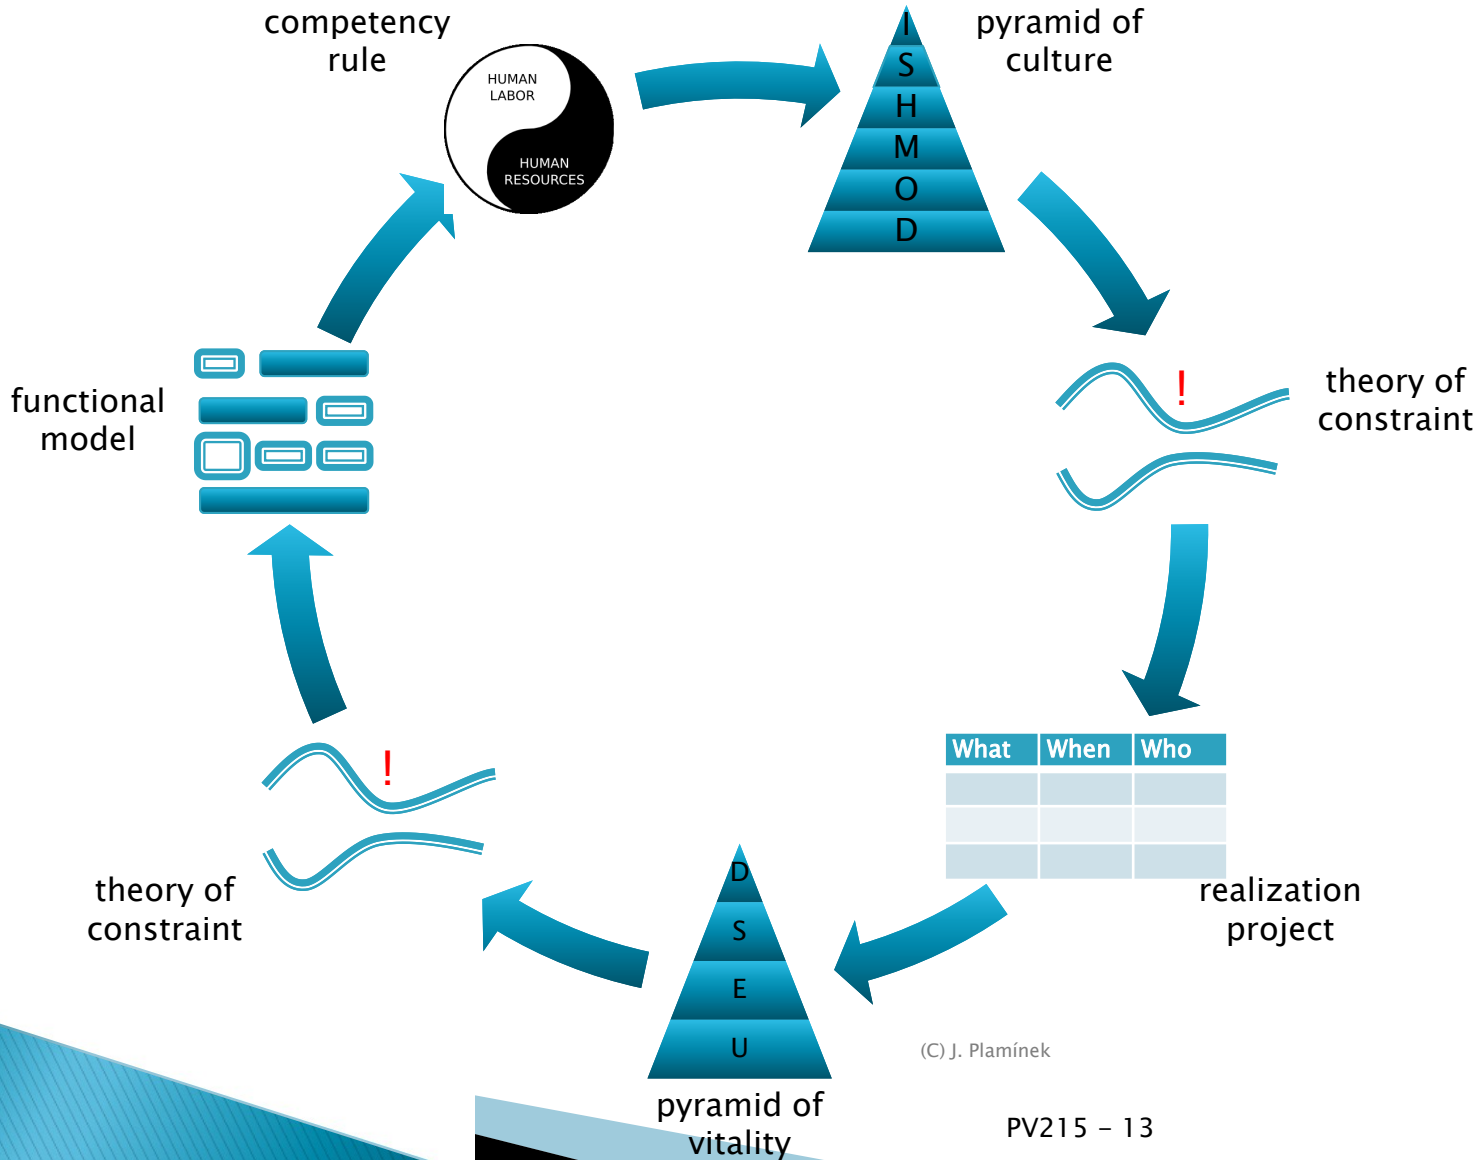 competency
rule
HUMAN
LABOR
HUMAN
RESOURCES
I
S
H
M
O
D
pyramid of
culture
theory of
constraint
!
What When Who
realization
project
D
S
E
U
pyramid of
vitality
!
theory of
constraint
functional
model
(C) J. Plamínek
PV215 – 13